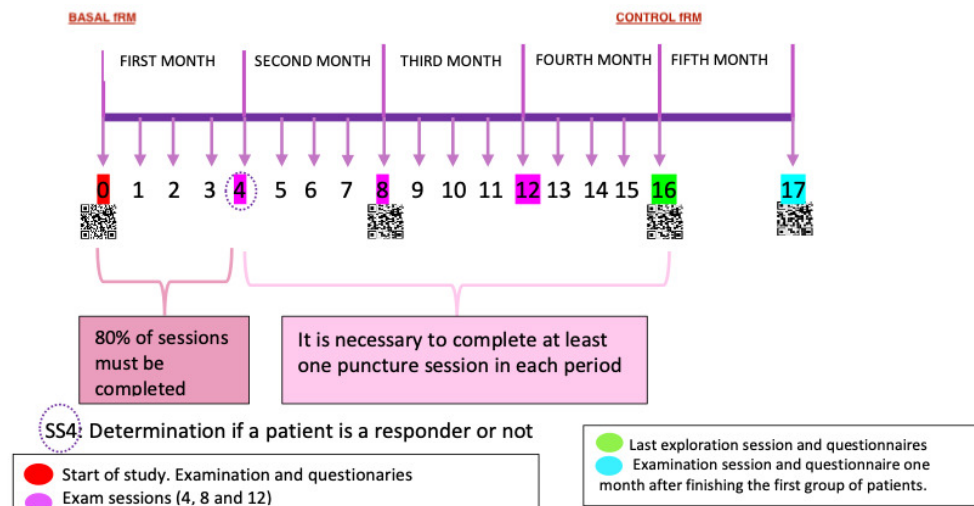 BASAL fRM
CONTROL fRM
FIRST MONTH
SECOND MONTH
THIRD MONTH
FOURTH MONTH
FIFTH MONTH
0 1 2 3 4 5 6 7 8 9 10 11 12 13 14 15 16 17
80% of sessions
must be
completed
It is necessary to complete at least
one puncture session in each period
SS4: Determination if a patient is a responder or not
Start of study. Examination and questionaries
Exam sessions (4, 8 and 12)
Last exploration session and questionnaires
Examination session and questionnaire one
month after finishing the first group of patients.